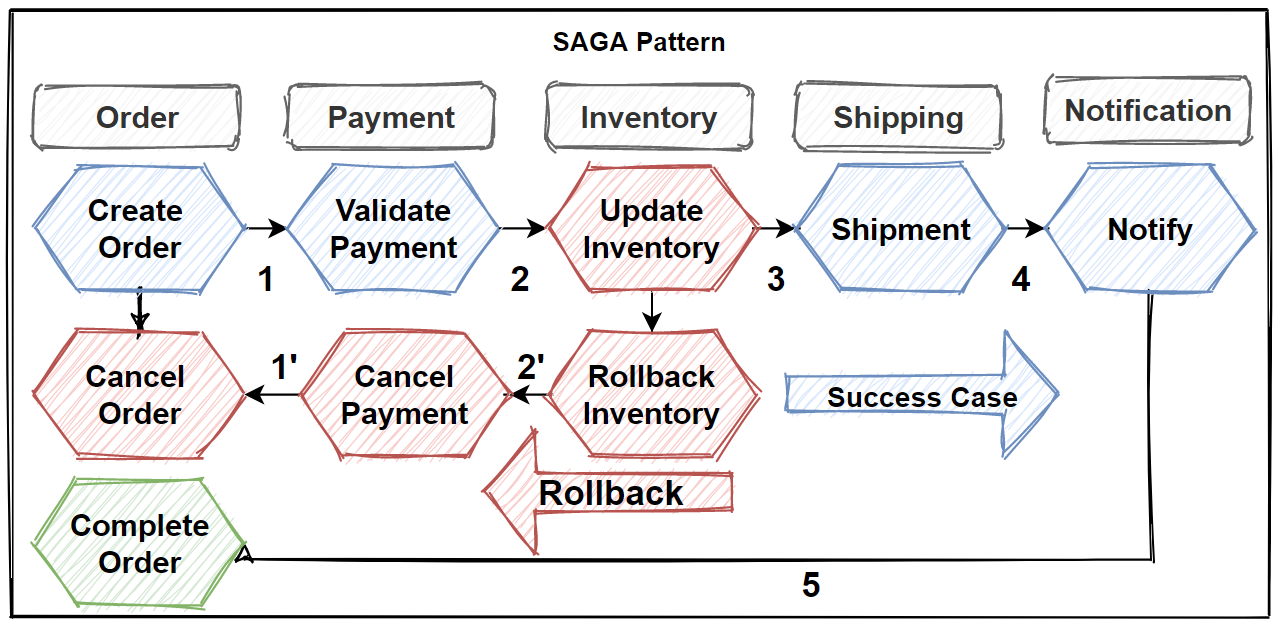 SAGA Pattern
Order
Payment
Inventory
Shipping
Notification
Create
Order
Validate
Payment
Update
Inventory
Shipment
Notify
1
2
3
4
Cancel
Order
1'
Cancel
Payment
2'
Rollback
Inventory
Success Case
Rollback
Complete
Order
5